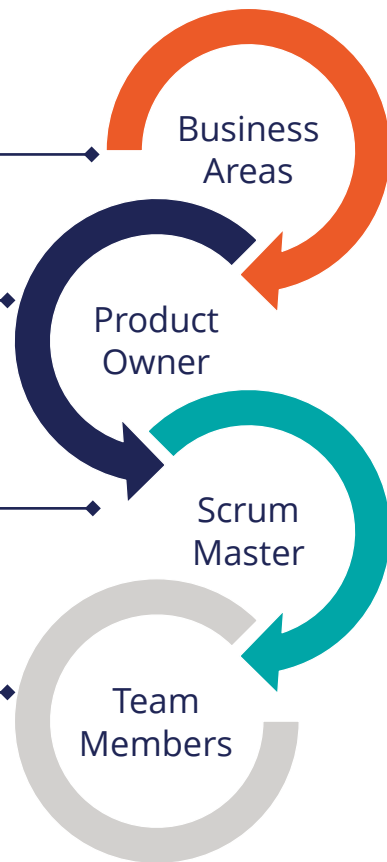 Business
Areas
Product
Owner
Scrum
Master
Team
Members